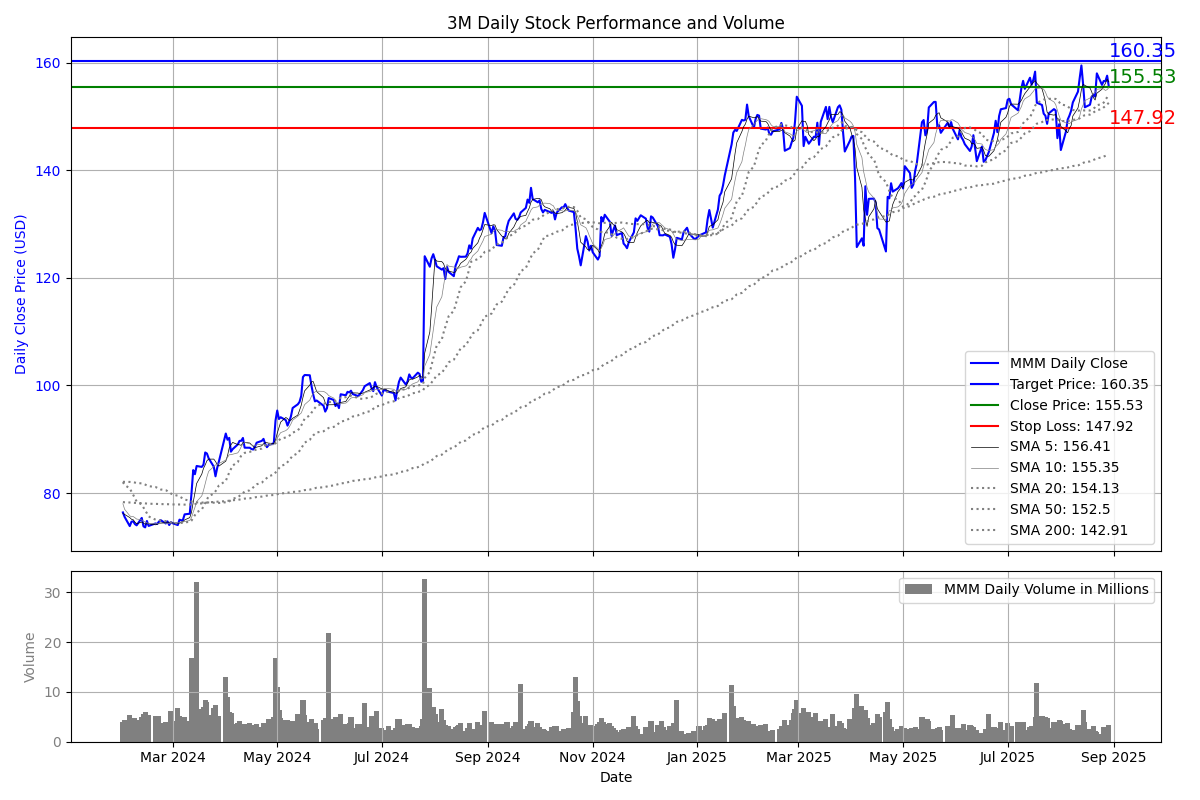 3M Daily Stock Performance and Volume
160.35
155.53
147.92
160
140
120
100
80
Daily Close Price (USD)
MMM Daily Close
Target Price: 160.35
Close Price: 155.53
Stop Loss: 147.92
SMA 5: 156.41
SMA 10: 155.35
SMA 20: 154.13
SMA 50: 152.5
SMA 200: 142.91
30
20
10
0
Volume
MMM Daily Volume in Millions
Mar 2024 May 2024 Jul 2024 Sep 2024 Nov 2024 Jan 2025 Mar 2025 May 2025 Jul 2025 Sep 2025
Date